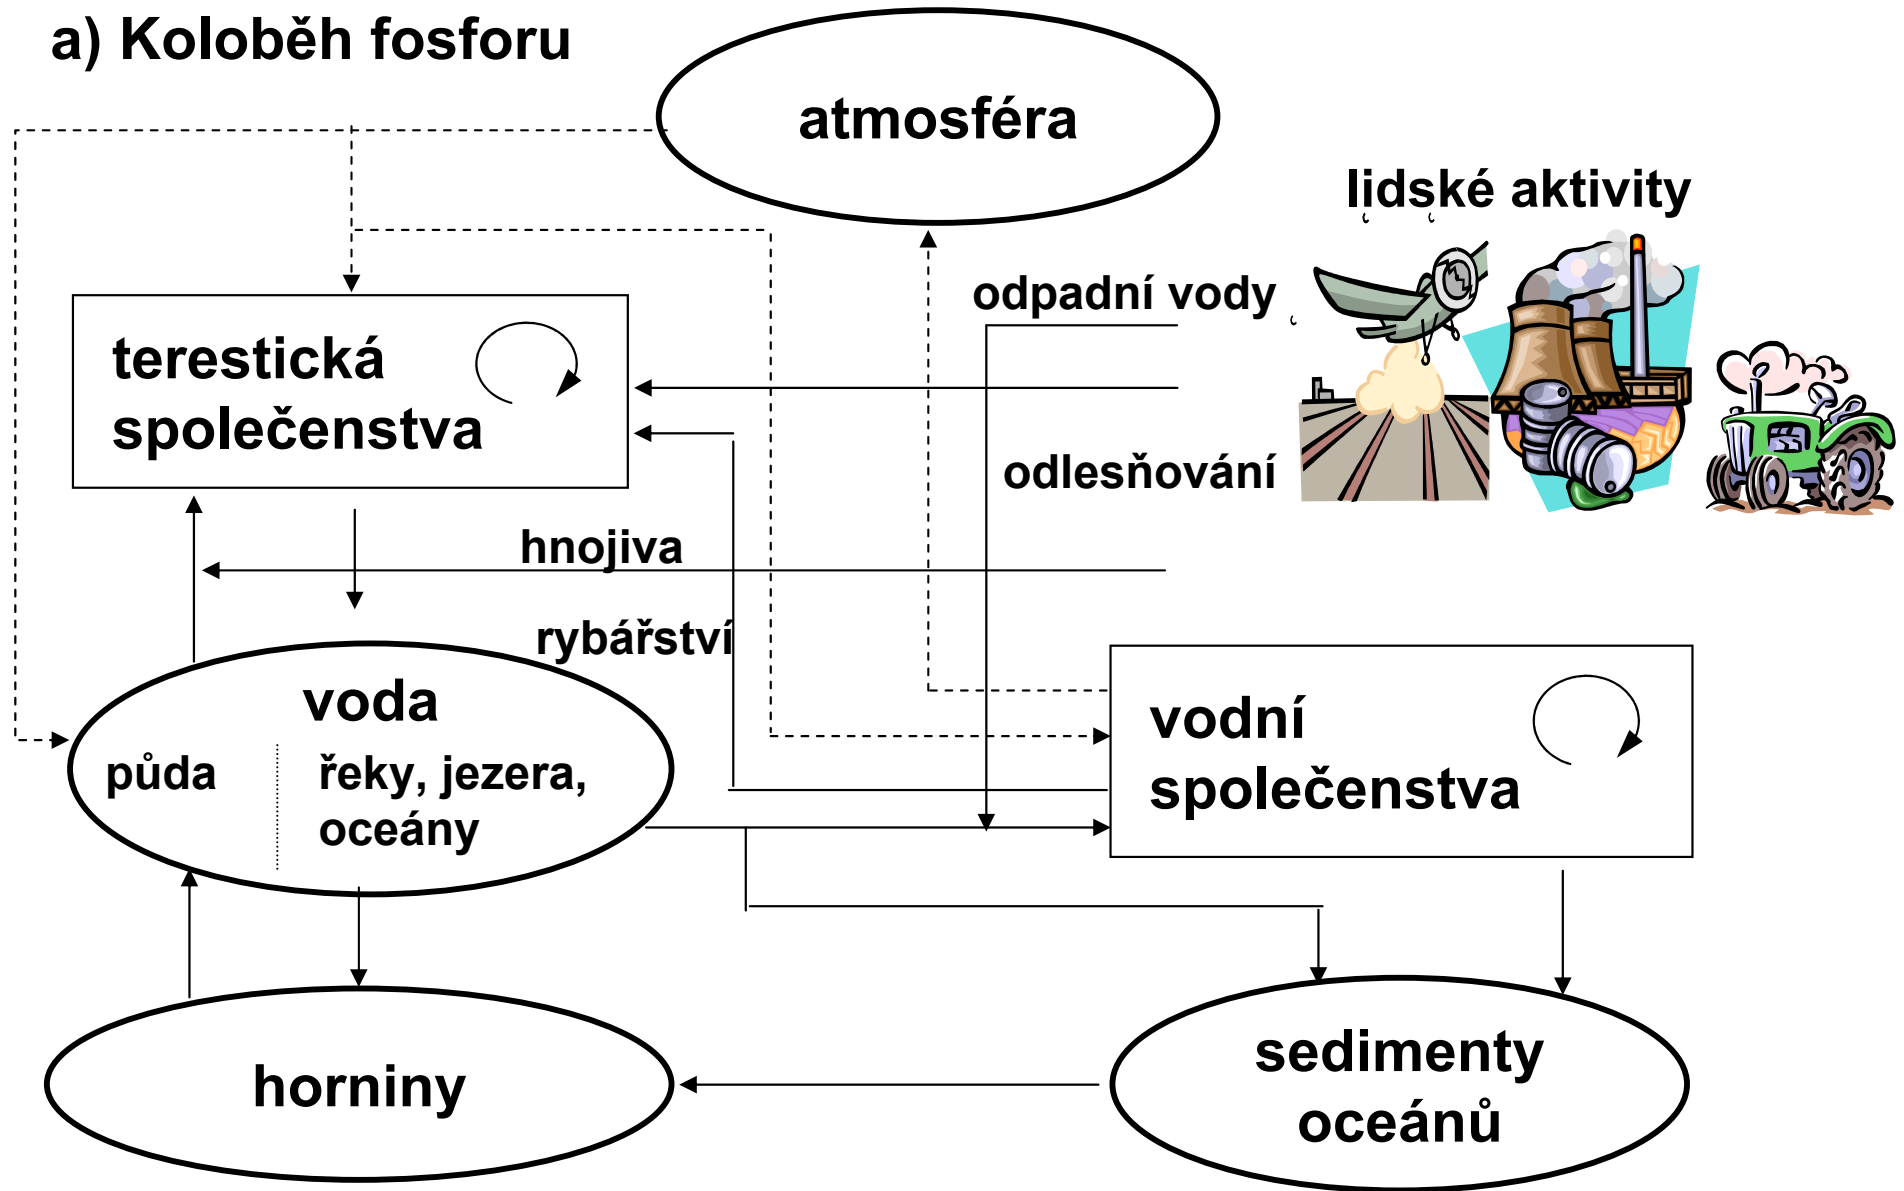 a) Koloběh fosforu
atmosféra
lidské aktivity
odpadní vody
terestická
společenstva
odlesňování
hnojiva
rybářství
voda
půda
řeky, jezera,
oceány
vodní
společenstva
horniny
sedimenty
oceánů